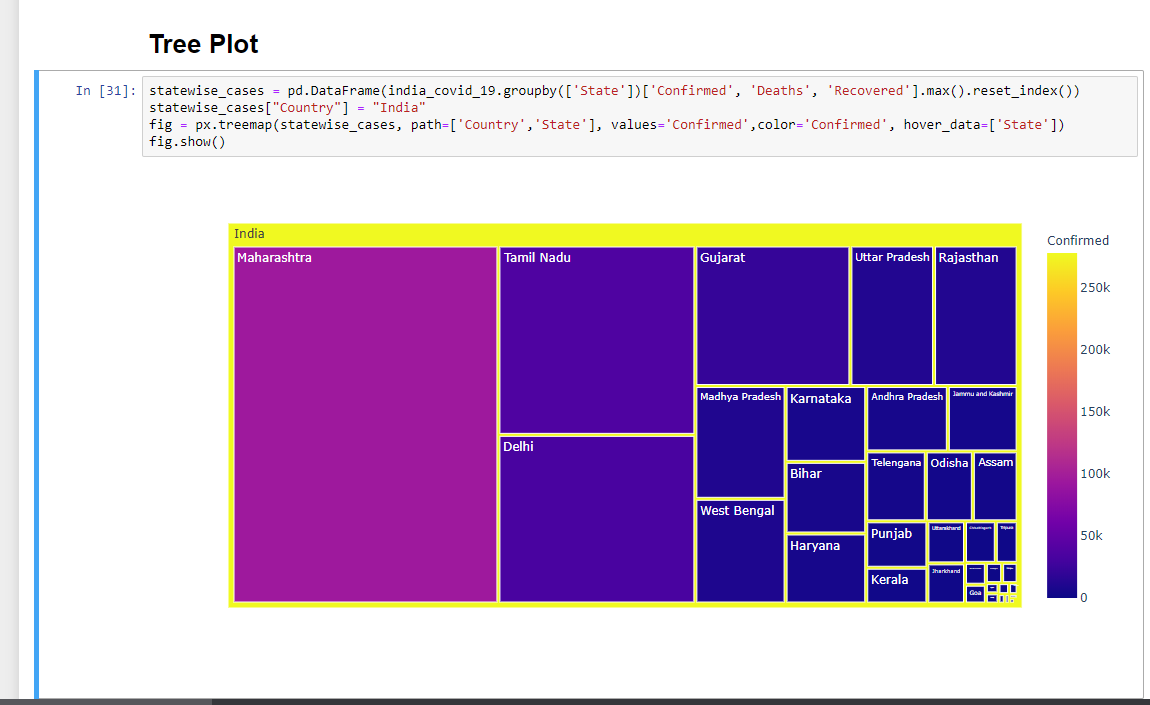 Tree Plot
In [31]:
statewise_cases = pd.DataFrame(india_covid_19.groupby(['State'])['Confirmed', 'Deaths', 'Recovered'].max().reset_index())
statewise_cases["Country"] = "India"
fig = px.treemap(statewise_cases, path=['Country','State'], values='Confirmed',color='Confirmed', hover_data=['State'])
fig.show()
India
Maharashtra
Tamil Nadu
Delhi
Gujarat
Uttar Pradesh
Rajasthan
Madhya Pradesh
West Bengal
Karnataka
Bihar
Haryana
Andhra Pradesh
Jammu and Kashmir
Telengana
Odisha
Assam
Punjab
Kerala
Uttarakhand
Jharkhand
Chhattisgarh
Tripura
Goa
Confirmed
250k
200k
150k
100k
50k
0